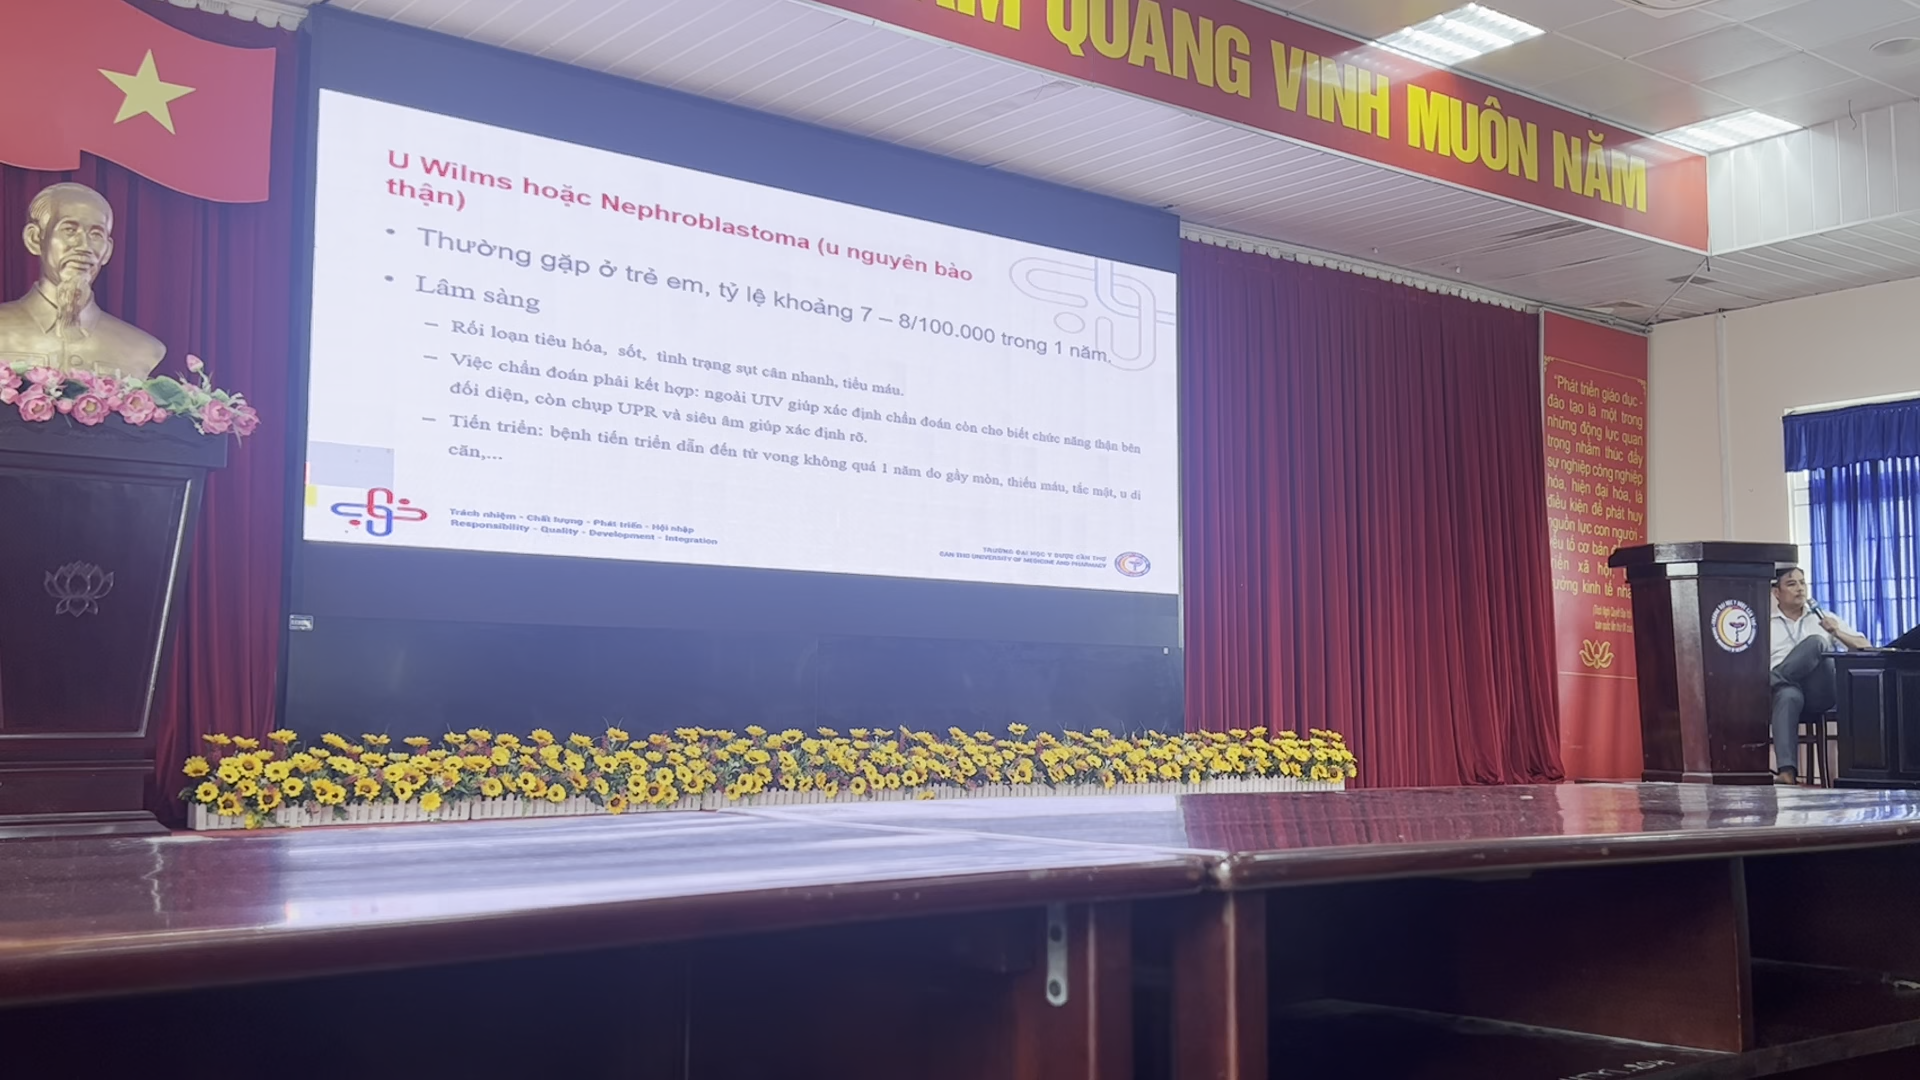 QUANG VINH MUÔN NĂM
U Wilms hoặc Nephroblastoma (u nguyên bào
thận)
• Thường gặp ở trẻ em, tỷ lệ khoảng 7 – 8/100.000 trong 1 năm.
• Lâm sàng
– Rối loạn tiêu hóa, sốt, tình trạng sụt cân nhanh, tiểu máu.
– Việc chẩn đoán phải kết hợp: ngoài UIV giúp xác định chẩn đoán còn cho biết chức năng thận bên
đối diện, còn chụp UPR và siêu âm giúp xác định rõ.
– Tiến triển: bệnh tiến triển dẫn đến tử vong không quá 1 năm do gầy mòn, thiếu máu, tắc mật, u di
căn,...
Trách nhiệm - Chất lượng - Phát triển - Hội nhập
Responsibility - Quality - Development - Integration
TRƯỜNG ĐẠI HỌC Y DƯỢC CẦN THƠ
CAN THO UNIVERSITY OF MEDICINE AND PHARMACY
"Phát triển giáo dục -
đào tạo là một trong
những động lực quan
trọng nhằm thúc đẩy
sự nghiệp công nghiệp
hóa, hiện đại hóa, là
điều kiện để phát huy
nguồn lực con người -
yếu tố cơ bản
xã hội,
kinh tế